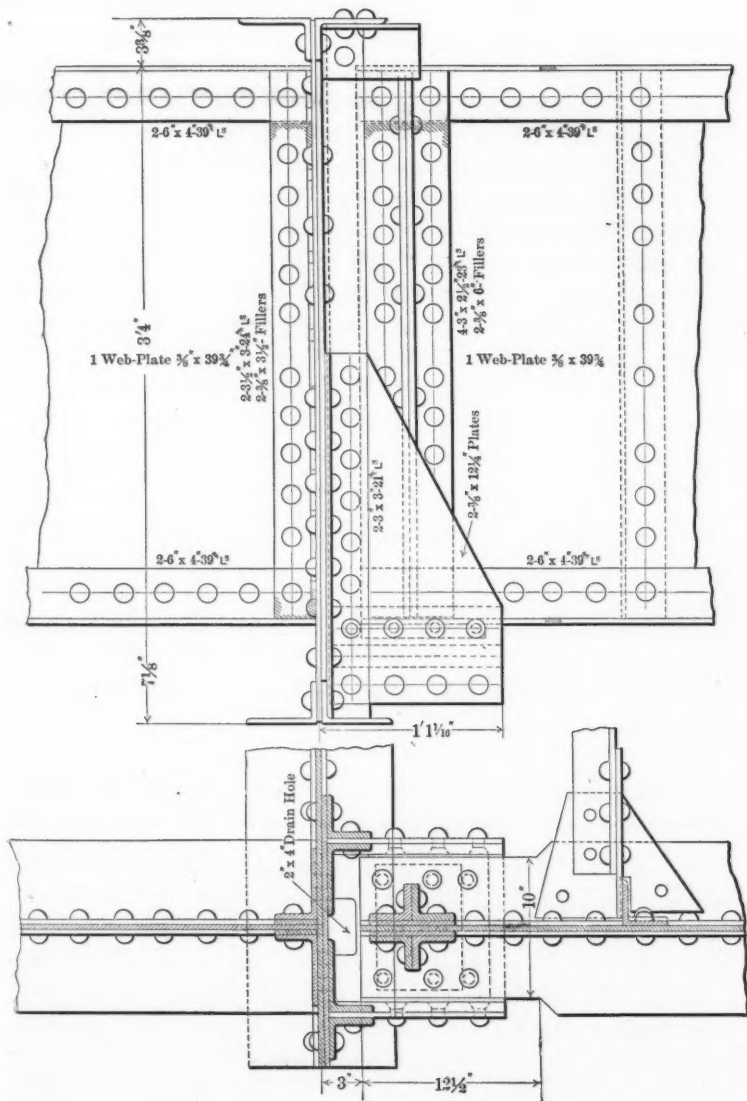 3⅜"
2-6" x 4"-39# Ls
2-6" x 4"-39# Ls
3'4"
1 Web-Plate ⅜" x 39¾"
2-3½" x 3"-24# Ls
2-⅜" x 3½"- Fillers
4-3" x 2½"-23# Ls
2-⅜" x 6"- Fillers
1 Web-Plate ⅜ x 39¾
2-3 x 3"-21# Ls
2-⅜" x 12¼" Plates
2-6" x 4"-39# Ls
2-6" x 4"-39# Ls
7⅛"
1'1 1/16"
2" x 4" Drain Hole
10"
3"
12½"